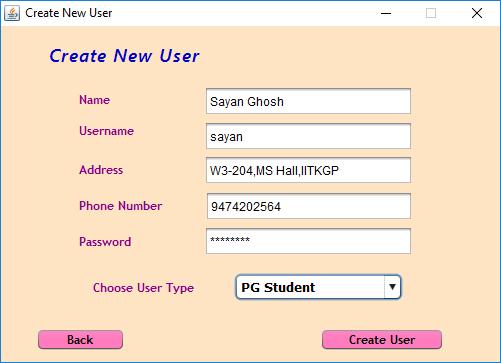 Create New User
Create New User
Name Sayan Ghosh
Username sayan
Address W3-204,MS Hall,IITKGP
Phone Number 9474202564
Password ********
Choose User Type PG Student
Back Create User